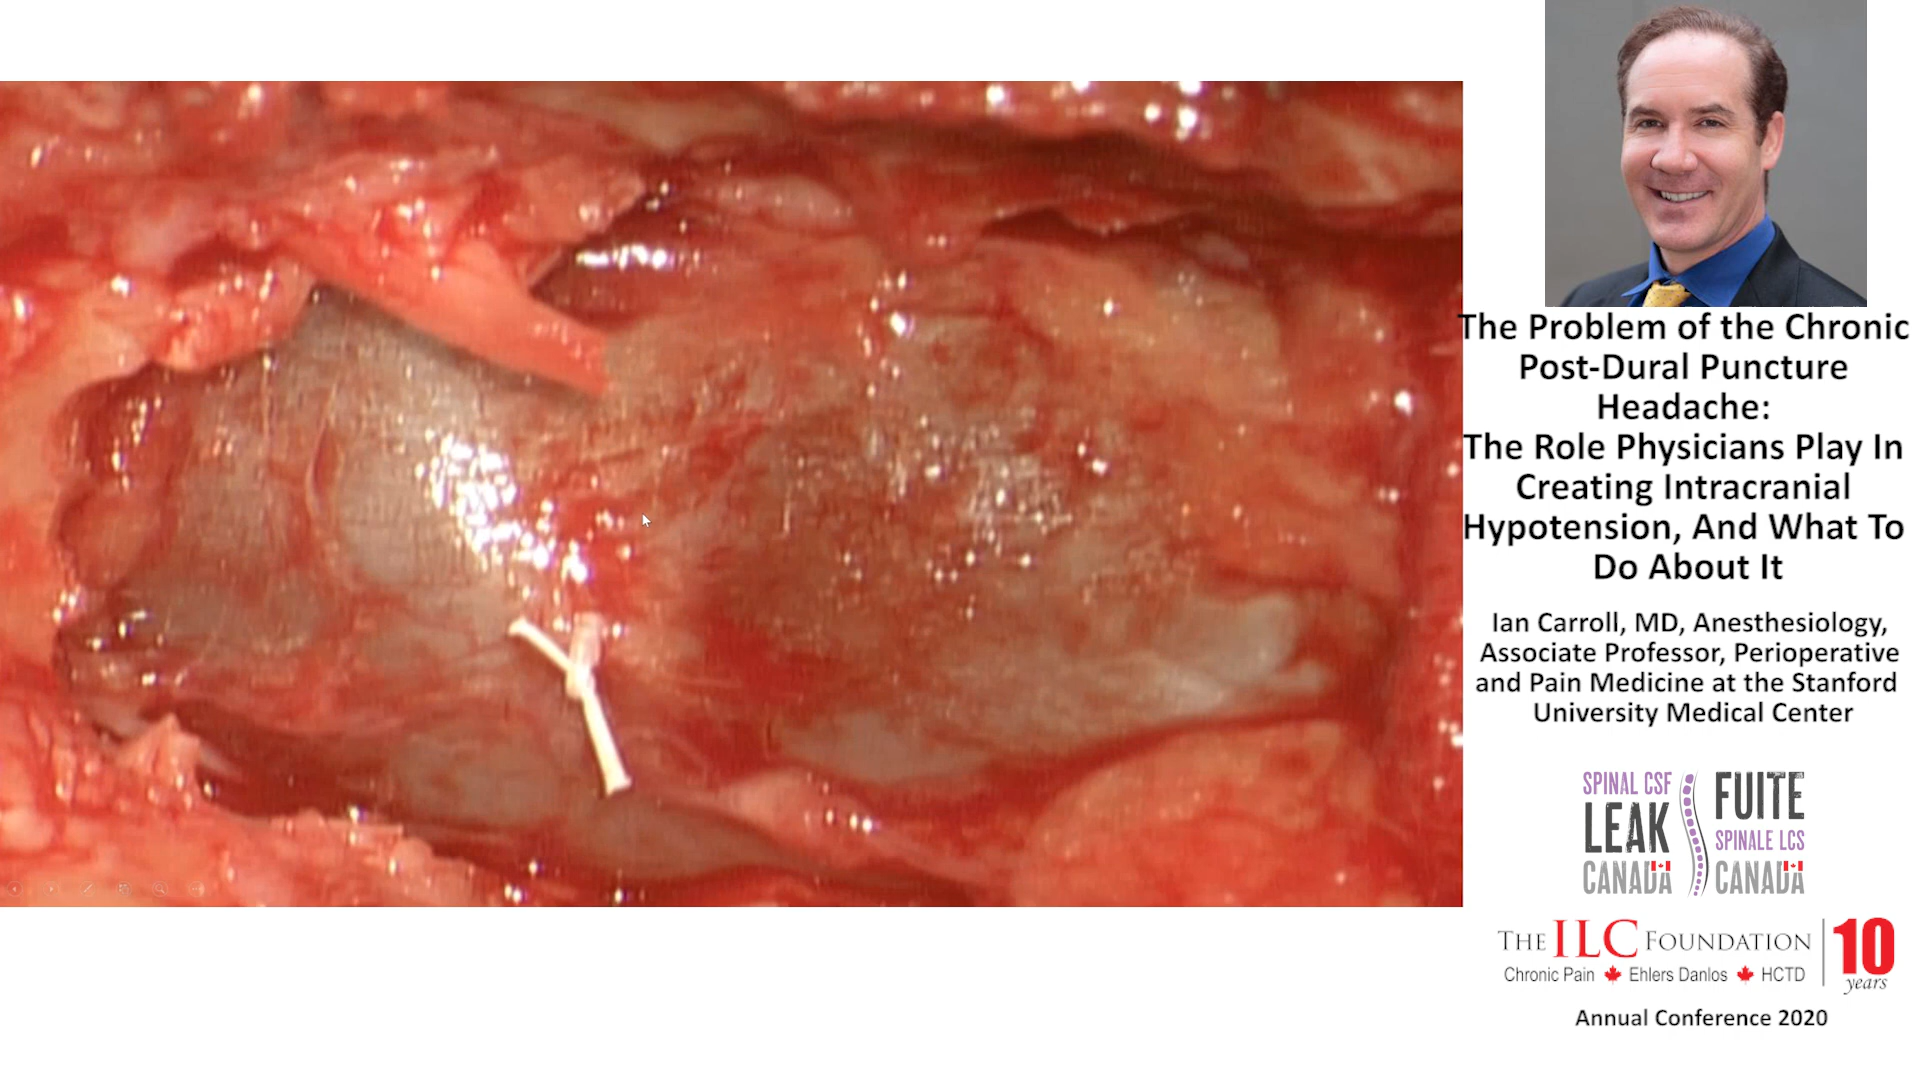 The Problem of the Chronic
Post-Dural Puncture
Headache:
The Role Physicians Play In
Creating Intracranial
Hypotension, And What To
Do About It
Ian Carroll, MD, Anesthesiology,
Associate Professor, Perioperative
and Pain Medicine at the Stanford
University Medical Center
SPINAL CSF
LEAK
CANADA
FUITE
SPINALE LCS
CANADA
THE ILC FOUNDATION
Chronic Pain Ehlers Danlos HCTD
10
years
Annual Conference 2020